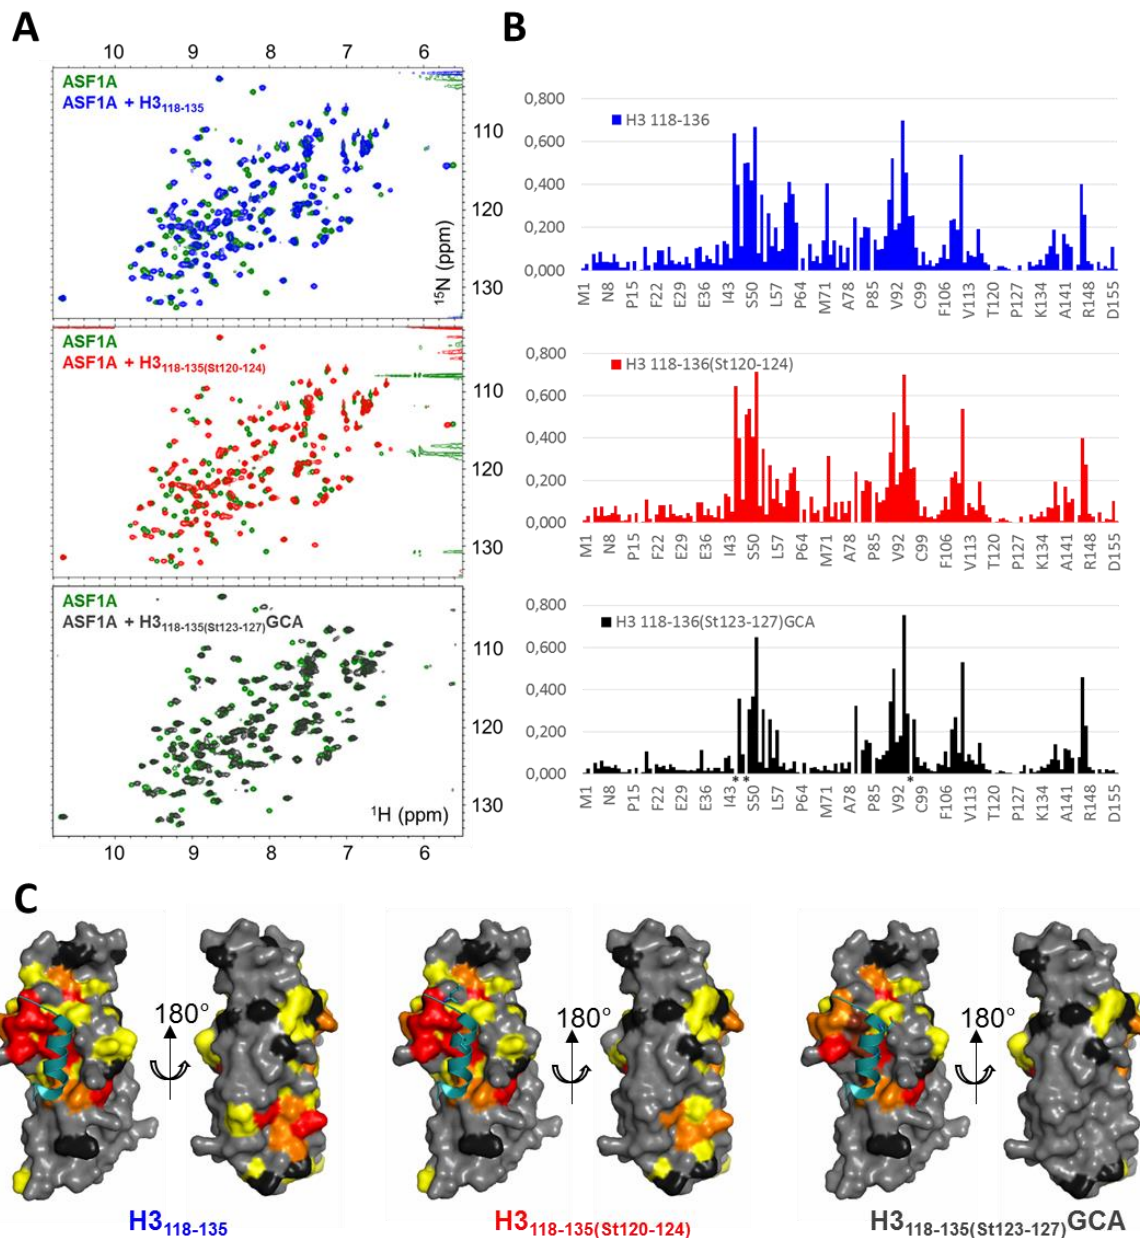 A
10 9 8 7 6
ASF1A
ASF1A + H3118-135
110
120
130
15N (ppm)
ASF1A
ASF1A + H3118-135(St120-124)
110
120
130
ASF1A
ASF1A + H3118-135(St123-127)GCA
110
120
130
1H (ppm)
10 9 8 7 6
B
0,800
0,600
0,400
0,200
0,000
H3 118-136
M1 N8 P15 F22 E29 E36 I43 S50 L57 P64 M71 A78 P85 V92 C99 F106 V113 T120 P127 K134 A141 R148 D155
0,800
0,600
0,400
0,200
0,000
H3 118-136(St120-124)
M1 N8 P15 F22 E29 E36 I43 S50 L57 P64 M71 A78 P85 V92 C99 F106 V113 T120 P127 K134 A141 R148 D155
0,800
0,600
0,400
0,200
0,000
H3 118-136(St123-127)GCA
* * *
M1 N8 P15 F22 E29 E36 I43 S50 L57 P64 M71 A78 P85 V92 C99 F106 V113 T120 P127 K134 A141 R148 D155
C
180° 180° 180°
H3118-135 H3118-135(St120-124) H3118-135(St123-127)GCA